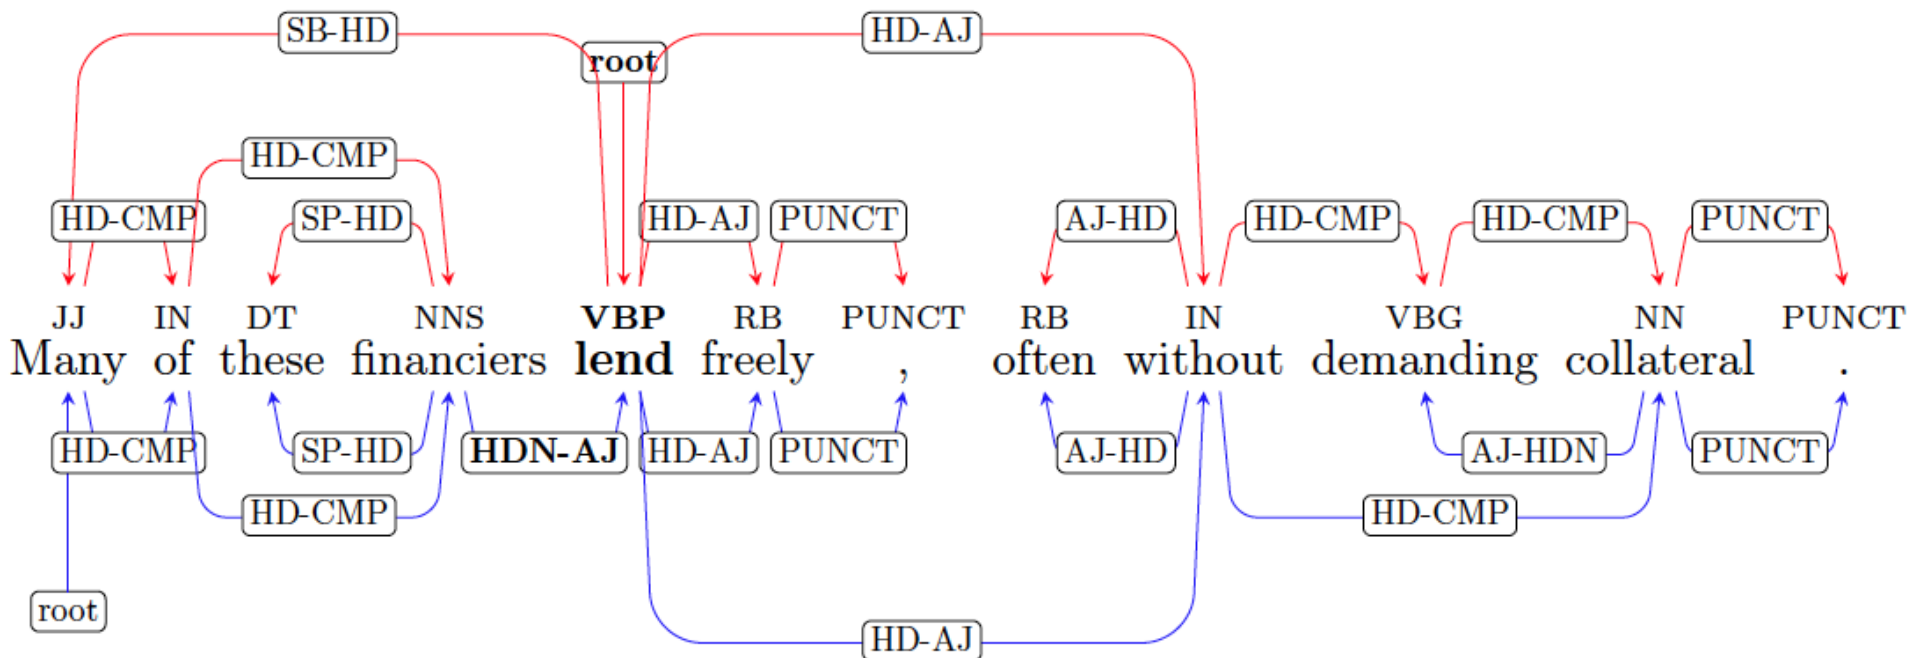 SB-HD HD-AJ
root
HD-CMP
HD-CMP SP-HD HD-AJ PUNCT AJ-HD HD-CMP HD-CMP PUNCT
JJ IN DT NNS VBP RB PUNCT RB IN VBG NN PUNCT
Many of these financiers lend freely , often without demanding collateral .
HD-CMP SP-HD HDN-AJ HD-AJ PUNCT AJ-HD AJ-HDN PUNCT
HD-CMP HD-CMP
root
HD-AJ